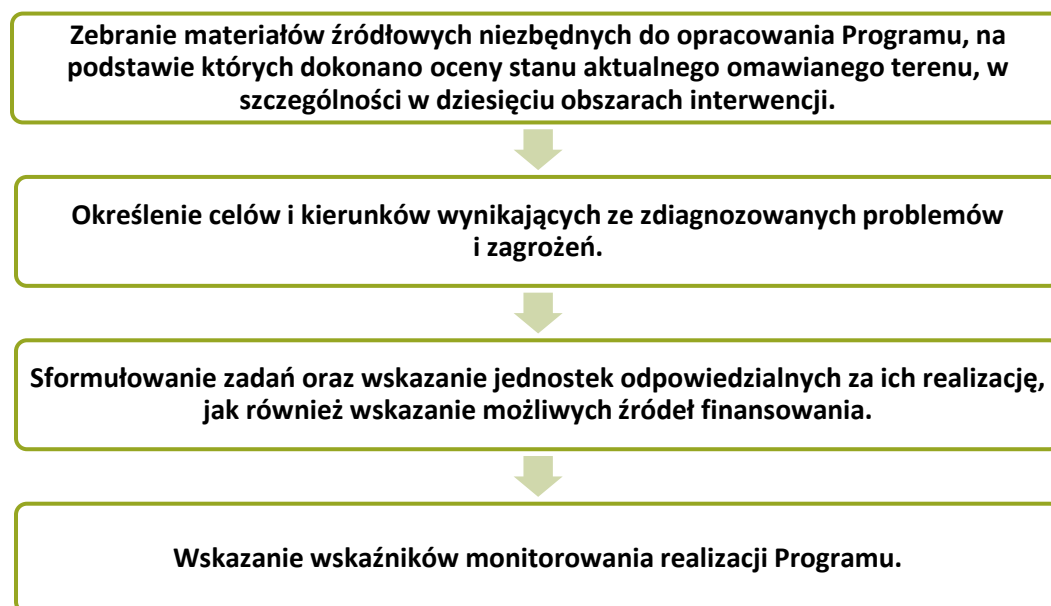 Zebranie materiałów źródłowych niezbędnych do opracowania Programu, na
podstawie których dokonano oceny stanu aktualnego omawianego terenu, w
szczególności w dziesięciu obszarach interwencji.
Określenie celów i kierunków wynikających ze zdiagnozowanych problemów
i zagrożeń.
Sformułowanie zadań oraz wskazanie jednostek odpowiedzialnych za ich realizację,
jak również wskazanie możliwych źródeł finansowania.
Wskazanie wskaźników monitorowania realizacji Programu.